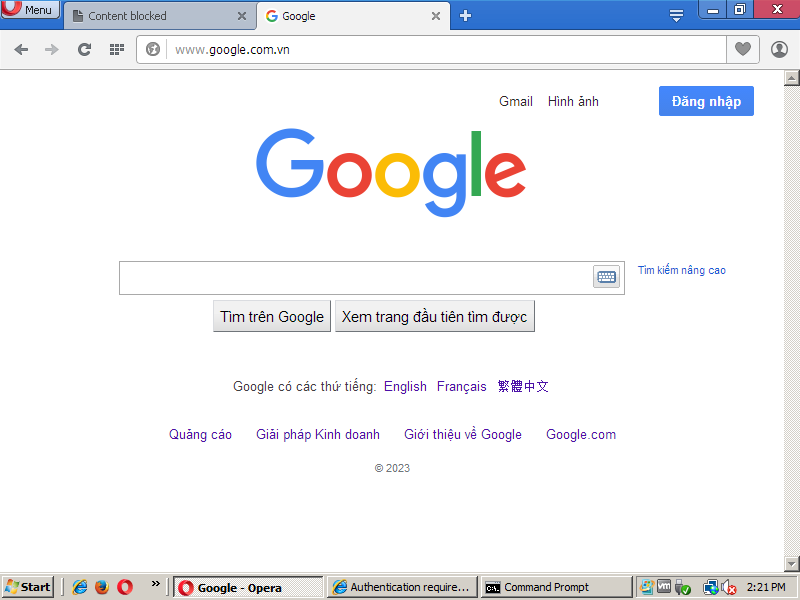 Menu
Content blocked
Google
www.google.com.vn
Gmail Hình ảnh Đăng nhập
Google
Tìm kiếm nâng cao
Tìm trên Google Xem trang đầu tiên tìm được
Google có các thứ tiếng: English Français 繁體中文
Quảng cáo Giải pháp Kinh doanh Giới thiệu về Google Google.com
© 2023
Start » Google - Opera Authentication require... Command Prompt 2:21 PM